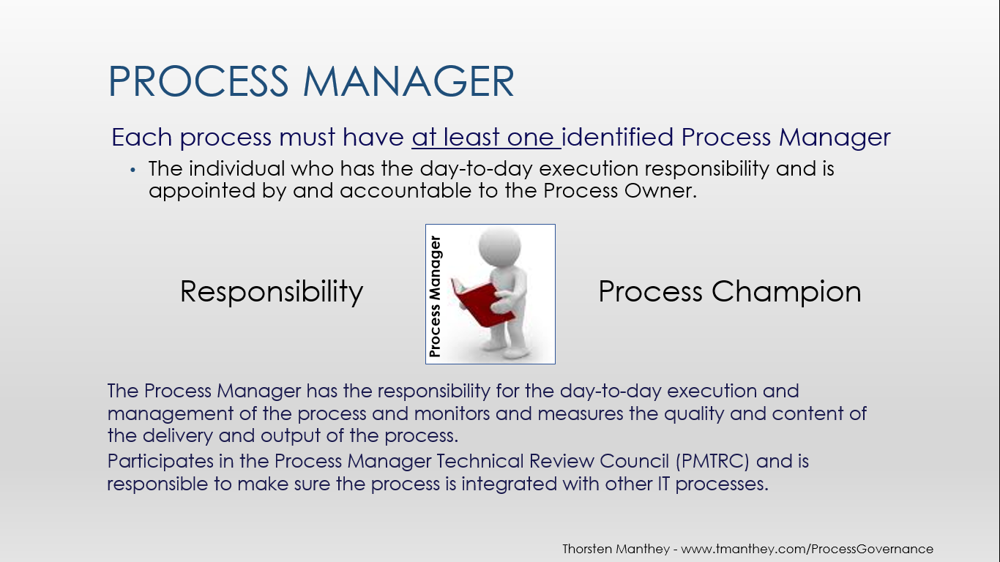 PROCESS MANAGER
Each process must have at least one identified Process Manager
• The individual who has the day-to-day execution responsibility and is
appointed by and accountable to the Process Owner.
Responsibility
Process Manager
Process Champion
The Process Manager has the responsibility for the day-to-day execution and
management of the process and monitors and measures the quality and content of
the delivery and output of the process.
Participates in the Process Manager Technical Review Council (PMTRC) and is
responsible to make sure the process is integrated with other IT processes.
Thorsten Manthey - www.tmanthey.com/ProcessGovernance